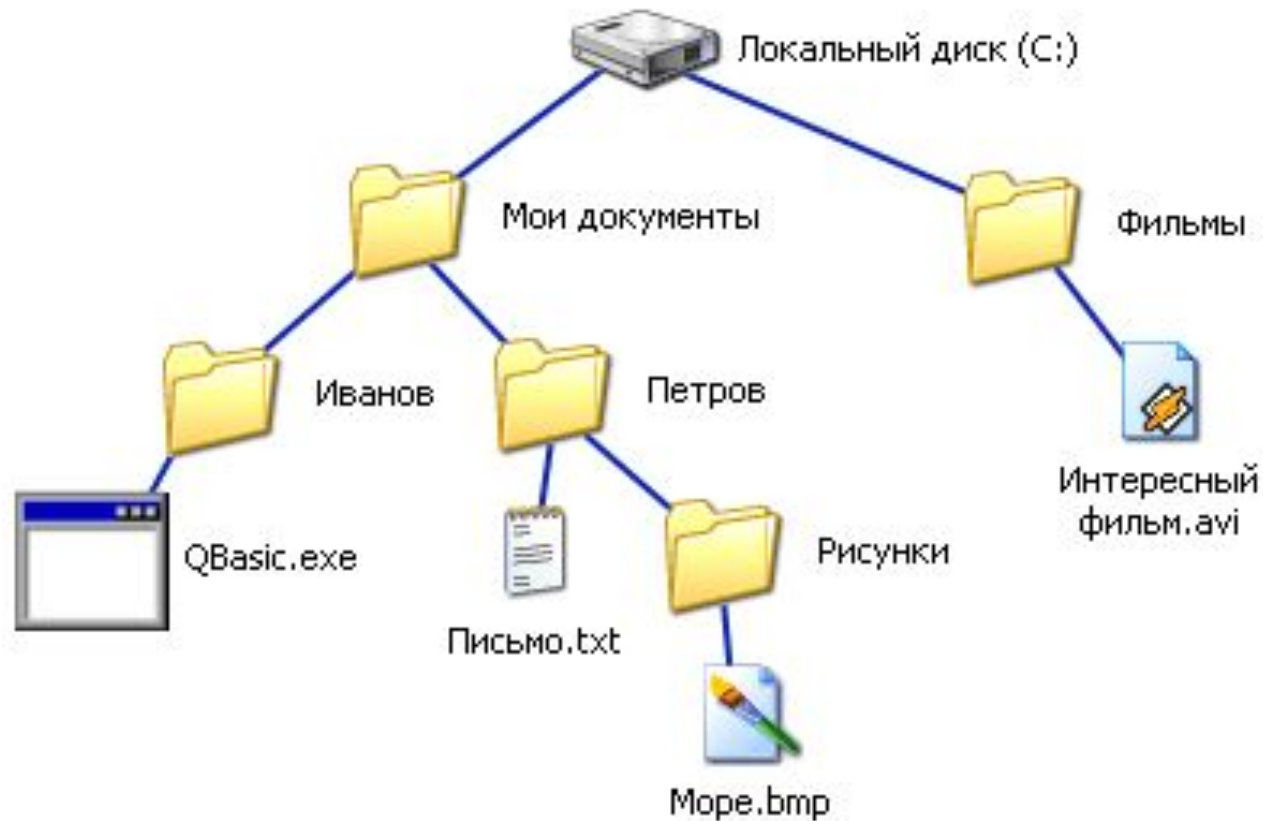 Локальный диск (C:)
Мои документы
Фильмы
Иванов
Петров
Интересный
фильм.avi
QBasic.exe
Рисунки
Письмо.txt
Море.bmp